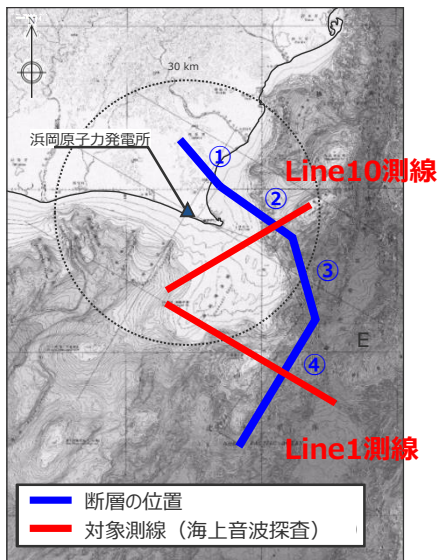 N
30 km
浜岡原子力発電所
①
Line10測線
②
③
E
④
Line1測線
断層の位置
対象測線（海上音波探査）